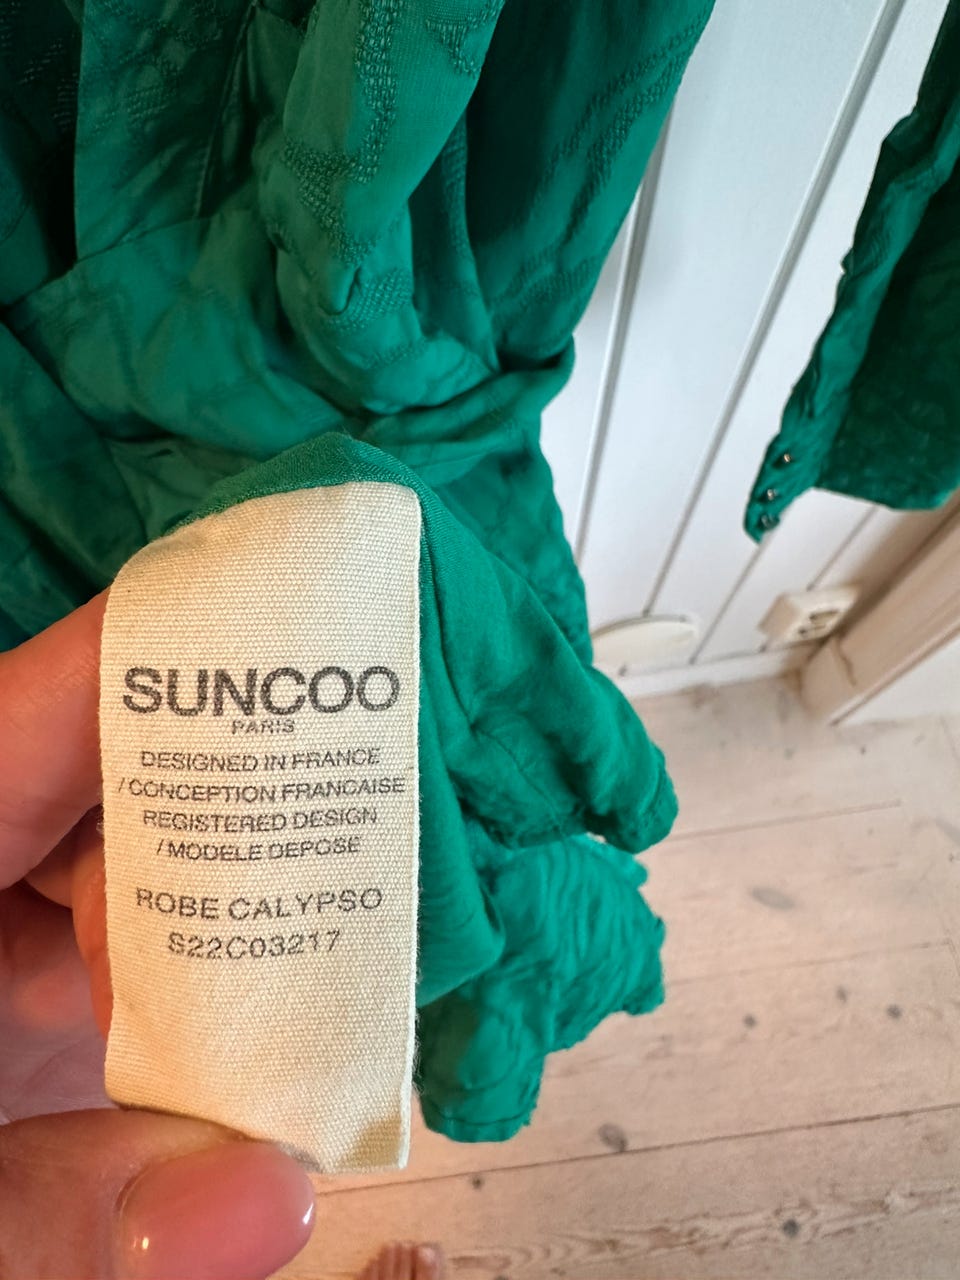 SUNCOO
PARIS
DESIGNED IN FRANCE
/ CONCEPTION FRANCAISE
REGISTERED DESIGN
/ MODELE DEPOSE
ROBE CALYPSO
S22C03217